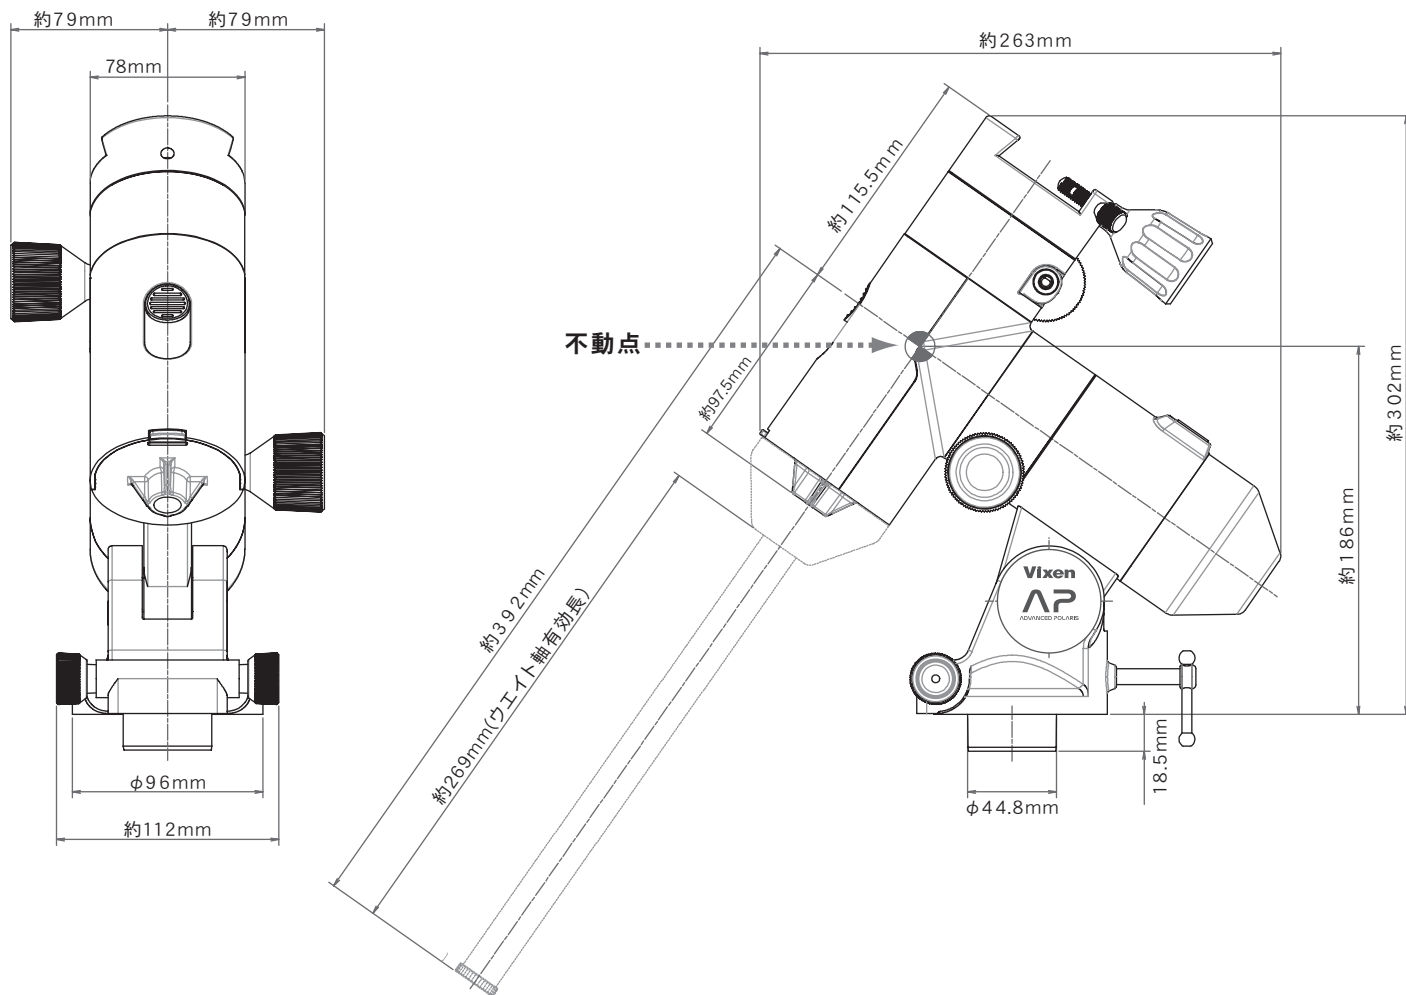 約79mm
約79mm
78mm
φ96mm
約112mm
約263mm
約115.5mm
約97.5mm
不動点
約392mm
約269mm(ウエイト軸有効長)
約302mm
約186mm
Vixen
AP
ADVANCED POLARIS
18.5mm
φ44.8mm